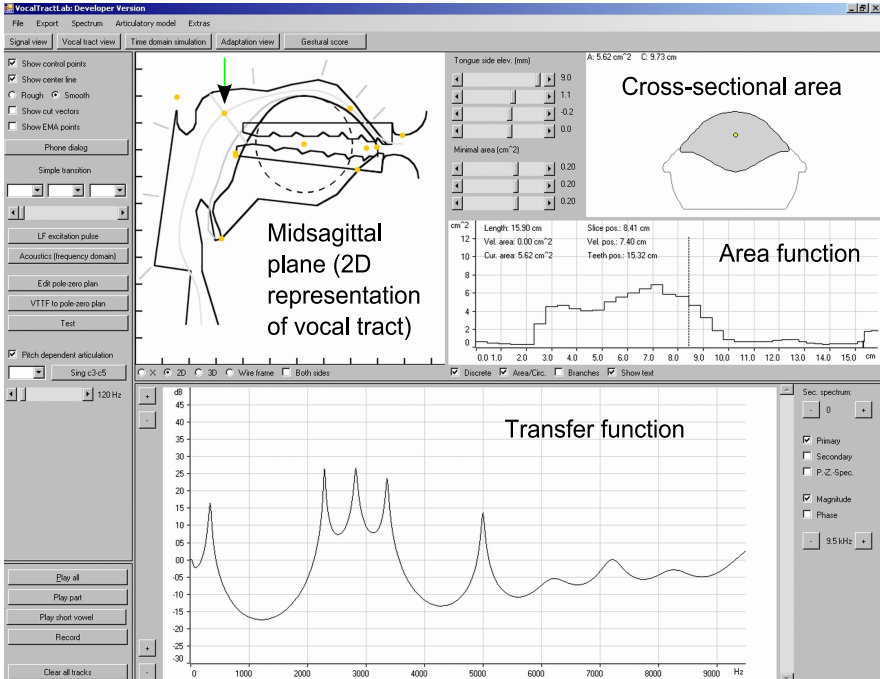 VocalTractLab: Developer Version
File Export Spectrum Articulatory model Extras
Signal view Vocal tract view Time domain simulation Adaptation view Gestural score
Show control points
Show center line
Rough Smooth
Show cut vectors
Show EMA points
Phone dialog
Simple transition
LF excitation pulse
Acoustics (frequency domain)
Edit pole-zero plan
VTTF to pole-zero plan
Test
Pitch dependent articulation
Sing c3-c5
120 Hz
Play all
Play part
Play short vowel
Record
Clear all tracks
Midsagittal
plane (2D
representation
of vocal tract)
X 2D 3D Wire frame Both sides
Tongue side elev. (mm)
9.0
1.1
-0.2
0.0
Minimal area (cm^2)
0.20
0.20
0.20
A: 5.62 cm^2 C: 9.73 cm
Cross-sectional area
cm^2 Length: 15.90 cm Slice pos.: 8.41 cm
Vel. area: 0.00 cm^2 Vel. pos.: 7.40 cm
Cur. area: 5.62 cm^2 Teeth pos.: 15.32 cm
Area function
12
10
8
6
4
2
0
0.0 1.0 2.0 3.0 4.0 5.0 6.0 7.0 8.0 9.0 10.0 11.0 12.0 13.0 14.0 15.0 cm
Discrete Area/Circ. Branches Show text
+
-
dB
45
40
35
30
25
20
15
10
05
00
-05
-10
-15
-20
-25
-30
Transfer function
0 1000 2000 3000 4000 5000 6000 7000 8000 9000 Hz
+
-
Sec. spectrum:
- 0 +
Primary
Secondary
P.-Z.-Spec.
Magnitude
Phase
- 9.5 kHz +